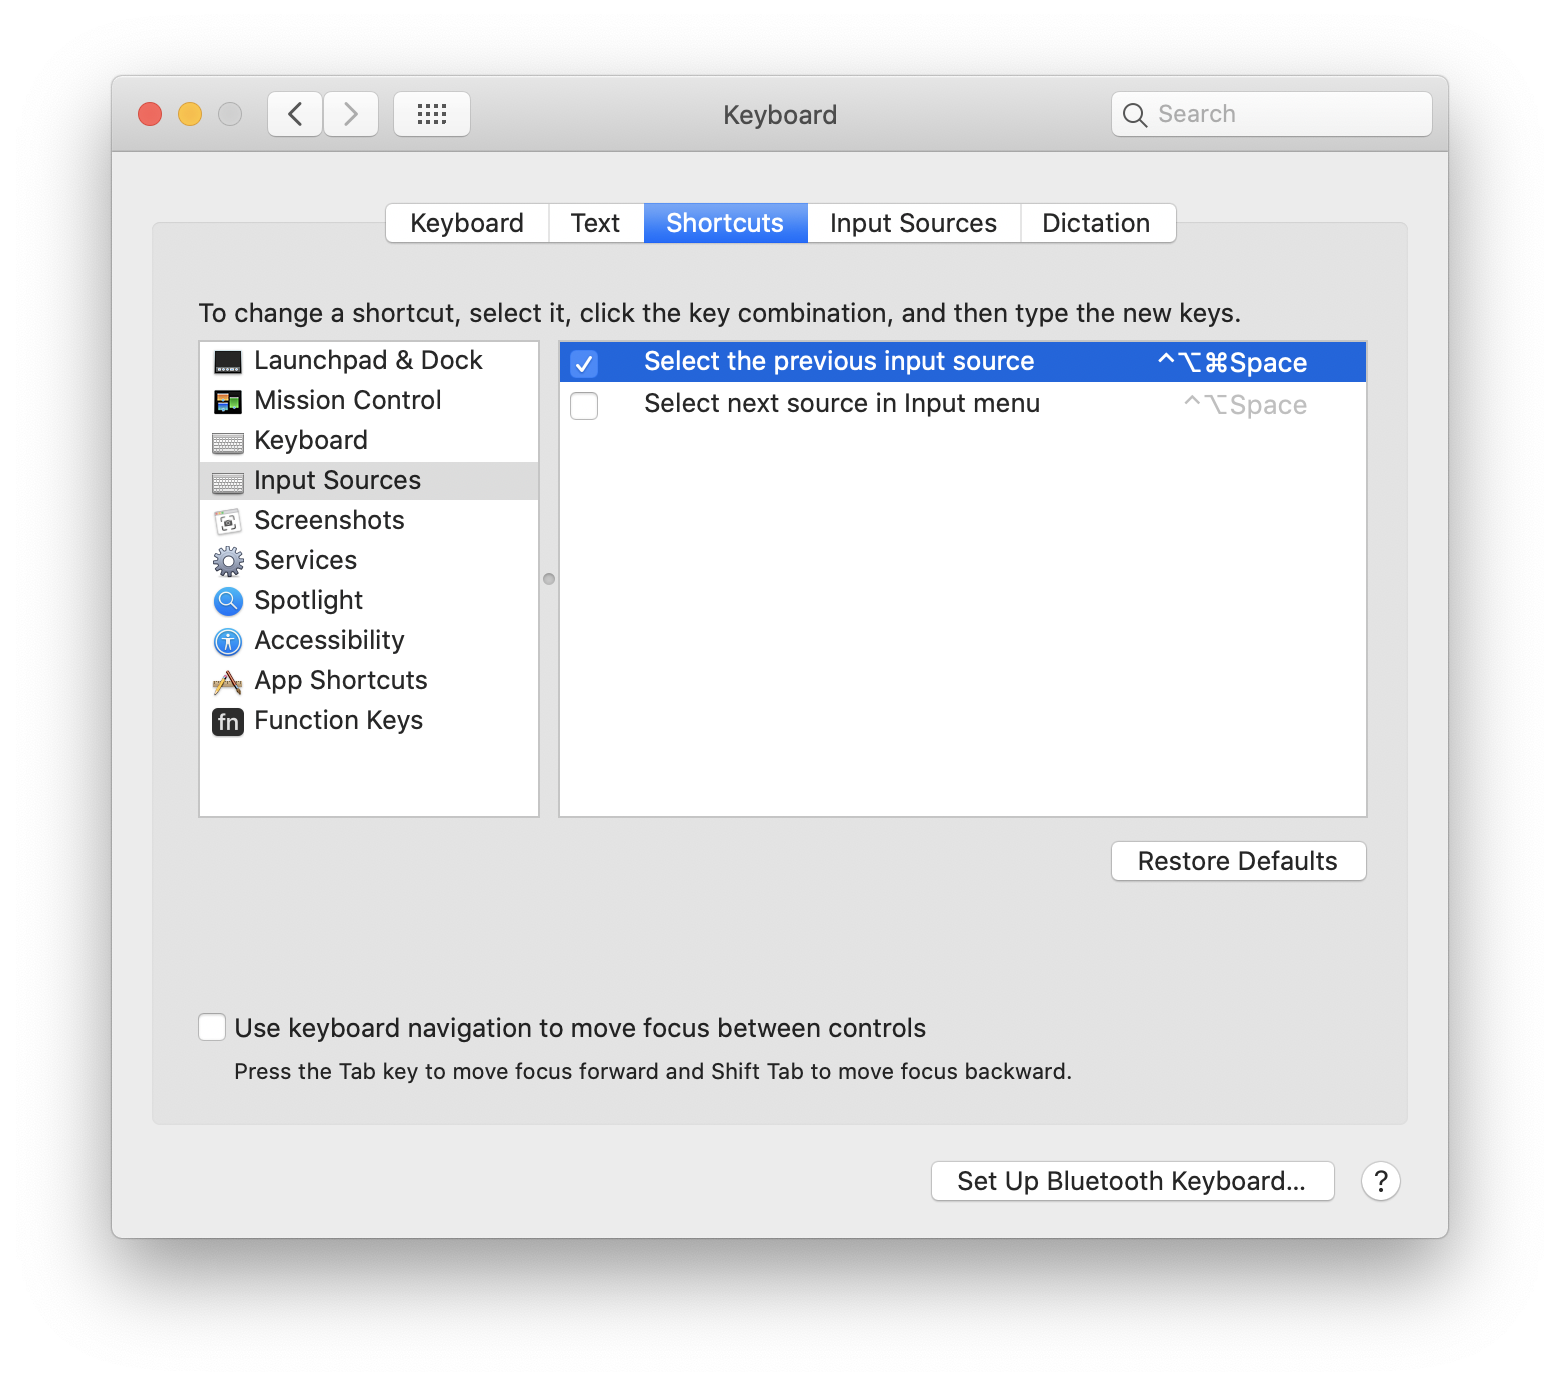 Keyboard
Search
Keyboard Text Shortcuts Input Sources Dictation
To change a shortcut, select it, click the key combination, and then type the new keys.
Launchpad & Dock
Mission Control
Keyboard
Input Sources
Screenshots
Services
Spotlight
Accessibility
App Shortcuts
fn Function Keys
Select the previous input source ^⌥⌘Space
Select next source in Input menu ^⌥Space
Restore Defaults
Use keyboard navigation to move focus between controls
Press the Tab key to move focus forward and Shift Tab to move focus backward.
Set Up Bluetooth Keyboard... ?